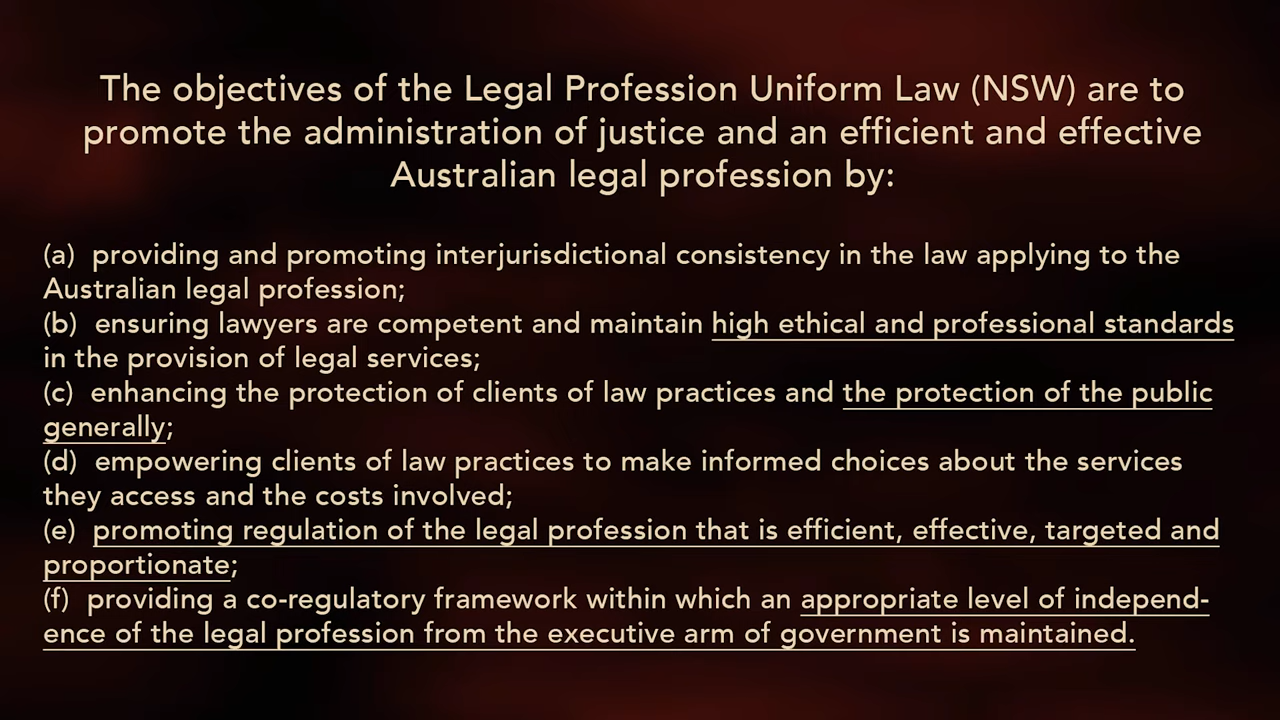 The objectives of the Legal Profession Uniform Law (NSW) are to
promote the administration of justice and an efficient and effective
Australian legal profession by:
(a) providing and promoting interjurisdictional consistency in the law applying to the
Australian legal profession;
(b) ensuring lawyers are competent and maintain high ethical and professional standards
in the provision of legal services;
(c) enhancing the protection of clients of law practices and the protection of the public
generally;
(d) empowering clients of law practices to make informed choices about the services
they access and the costs involved;
(e) promoting regulation of the legal profession that is efficient, effective, targeted and
proportionate;
(f) providing a co-regulatory framework within which an appropriate level of independ-
ence of the legal profession from the executive arm of government is maintained.